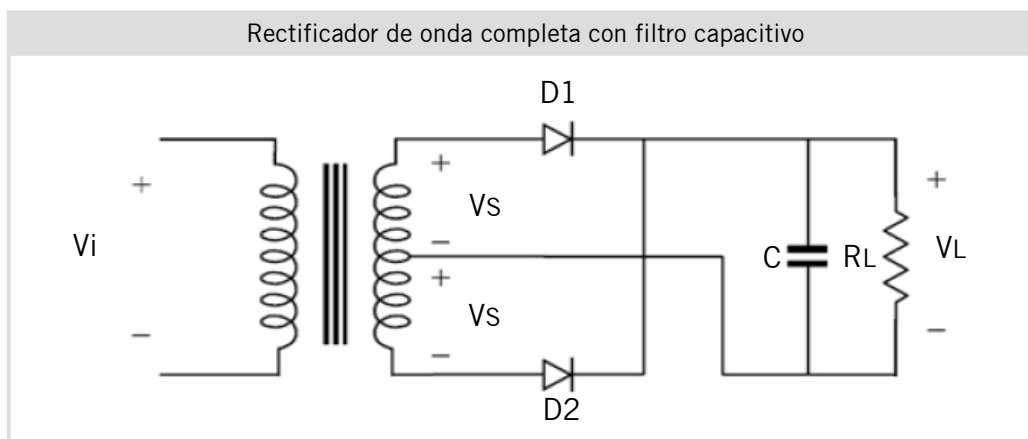 Rectificador de onda completa con filtro capacitivo
D1
+
+
+
Vs
Vi
−
C
RL
VL
+
Vs
−
−
−
D2